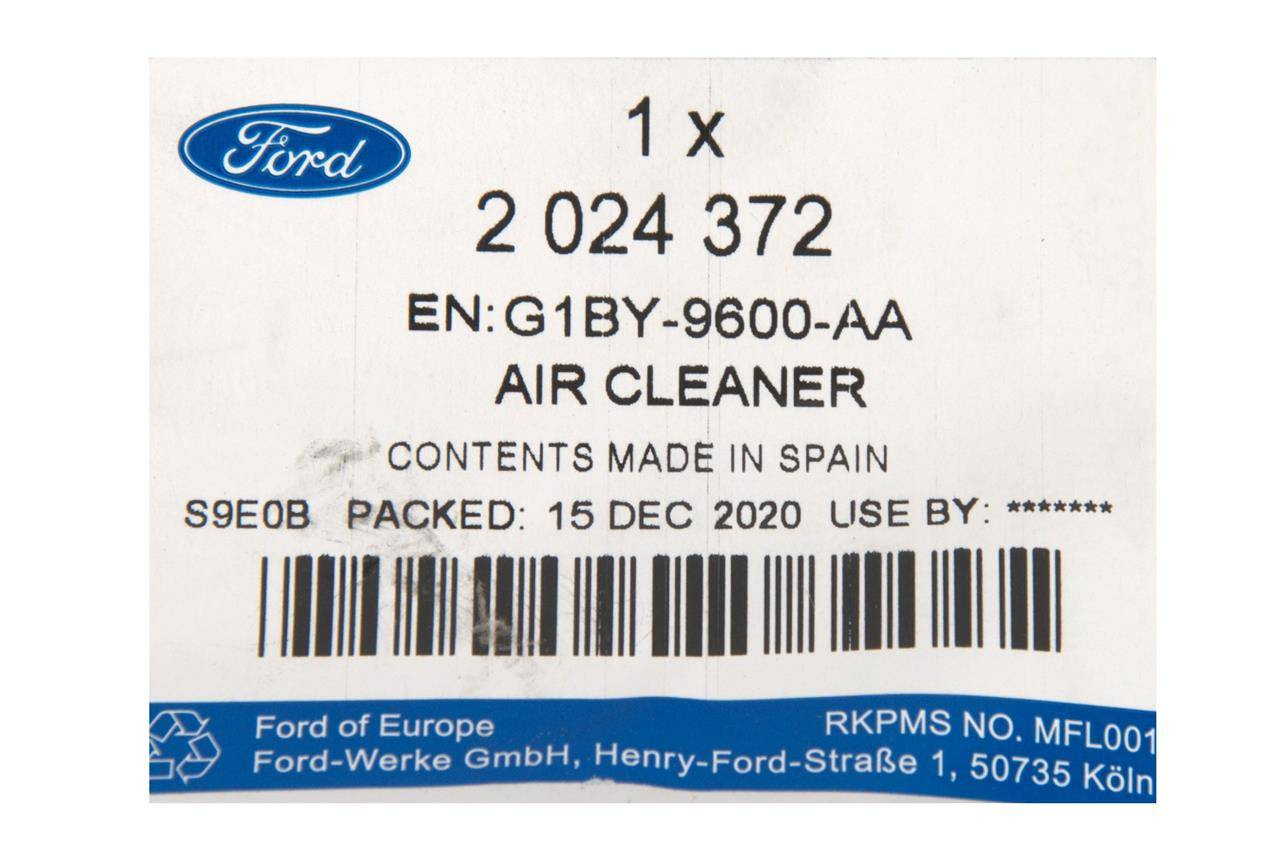 Ford
1 x
2 024 372
EN: G1BY-9600-AA
AIR CLEANER
CONTENTS MADE IN SPAIN
S9E0B PACKED: 15 DEC 2020 USE BY: *******
Ford of Europe
RKPMS NO. MFL001
Ford-Werke GmbH, Henry-Ford-Straße 1, 50735 Köln